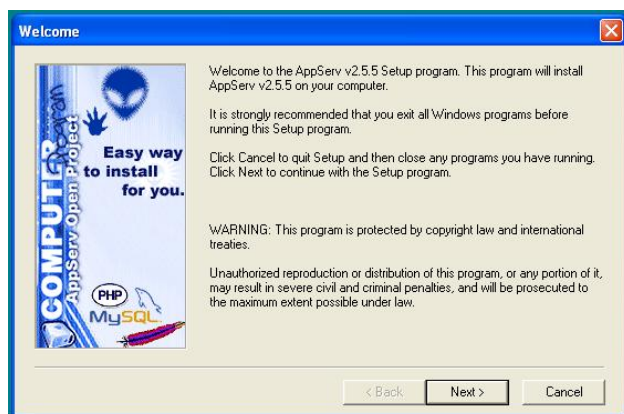 Welcome
Welcome to the AppServ v2.5.5 Setup program. This program will install
AppServ v2.5.5 on your computer.
It is strongly recommended that you exit all Windows programs before
running this Setup program.
Click Cancel to quit Setup and then close any programs you have running.
Click Next to continue with the Setup program.
WARNING: This program is protected by copyright law and international
treaties.
Unauthorized reproduction or distribution of this program, or any portion of it,
may result in severe civil and criminal penalties, and will be prosecuted to
the maximum extent possible under law.
COMPUTER
Program
AppServ Open Project
Easy way
to install
for you.
PHP
MySQL
< Back
Next >
Cancel